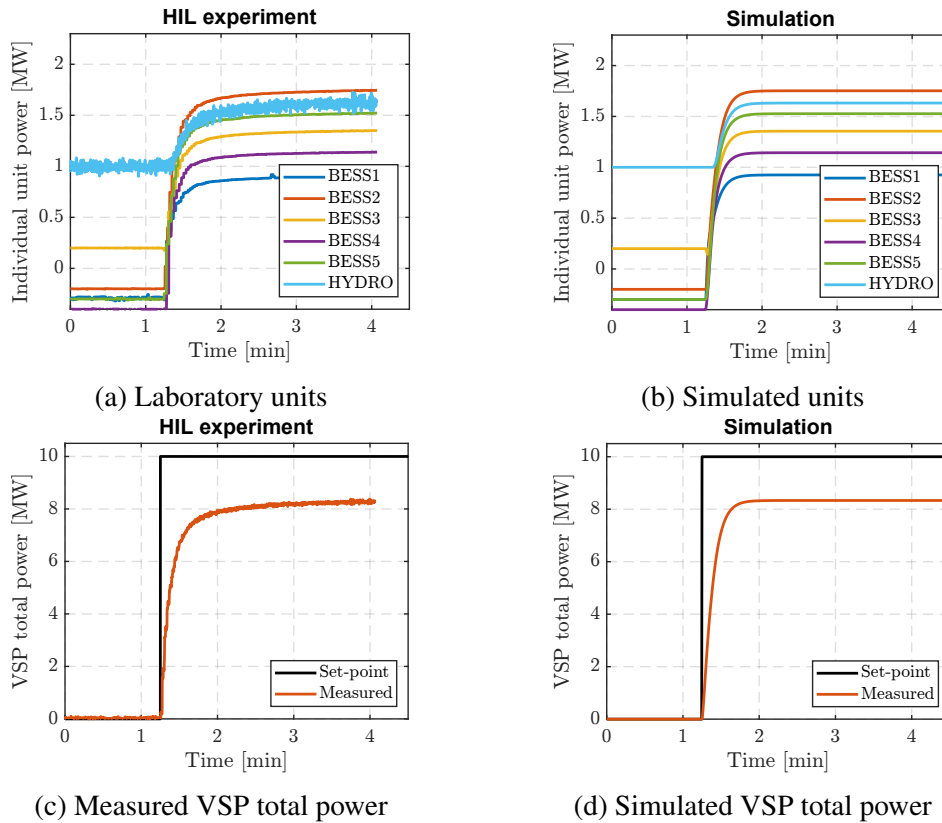 HIL experiment
Individual unit power [MW]
2
1.5
1
0.5
0
BESS1
BESS2
BESS3
BESS4
BESS5
HYDRO
0 1 2 3 4
Time [min]
(a) Laboratory units
Simulation
Individual unit power [MW]
2
1.5
1
0.5
0
BESS1
BESS2
BESS3
BESS4
BESS5
HYDRO
0 1 2 3 4
Time [min]
(b) Simulated units
HIL experiment
VSP total power [MW]
10
8
6
4
2
0
Set-point
Measured
0 1 2 3 4
Time [min]
(c) Measured VSP total power
Simulation
VSP total power [MW]
10
8
6
4
2
0
Set-point
Measured
0 1 2 3 4
Time [min]
(d) Simulated VSP total power